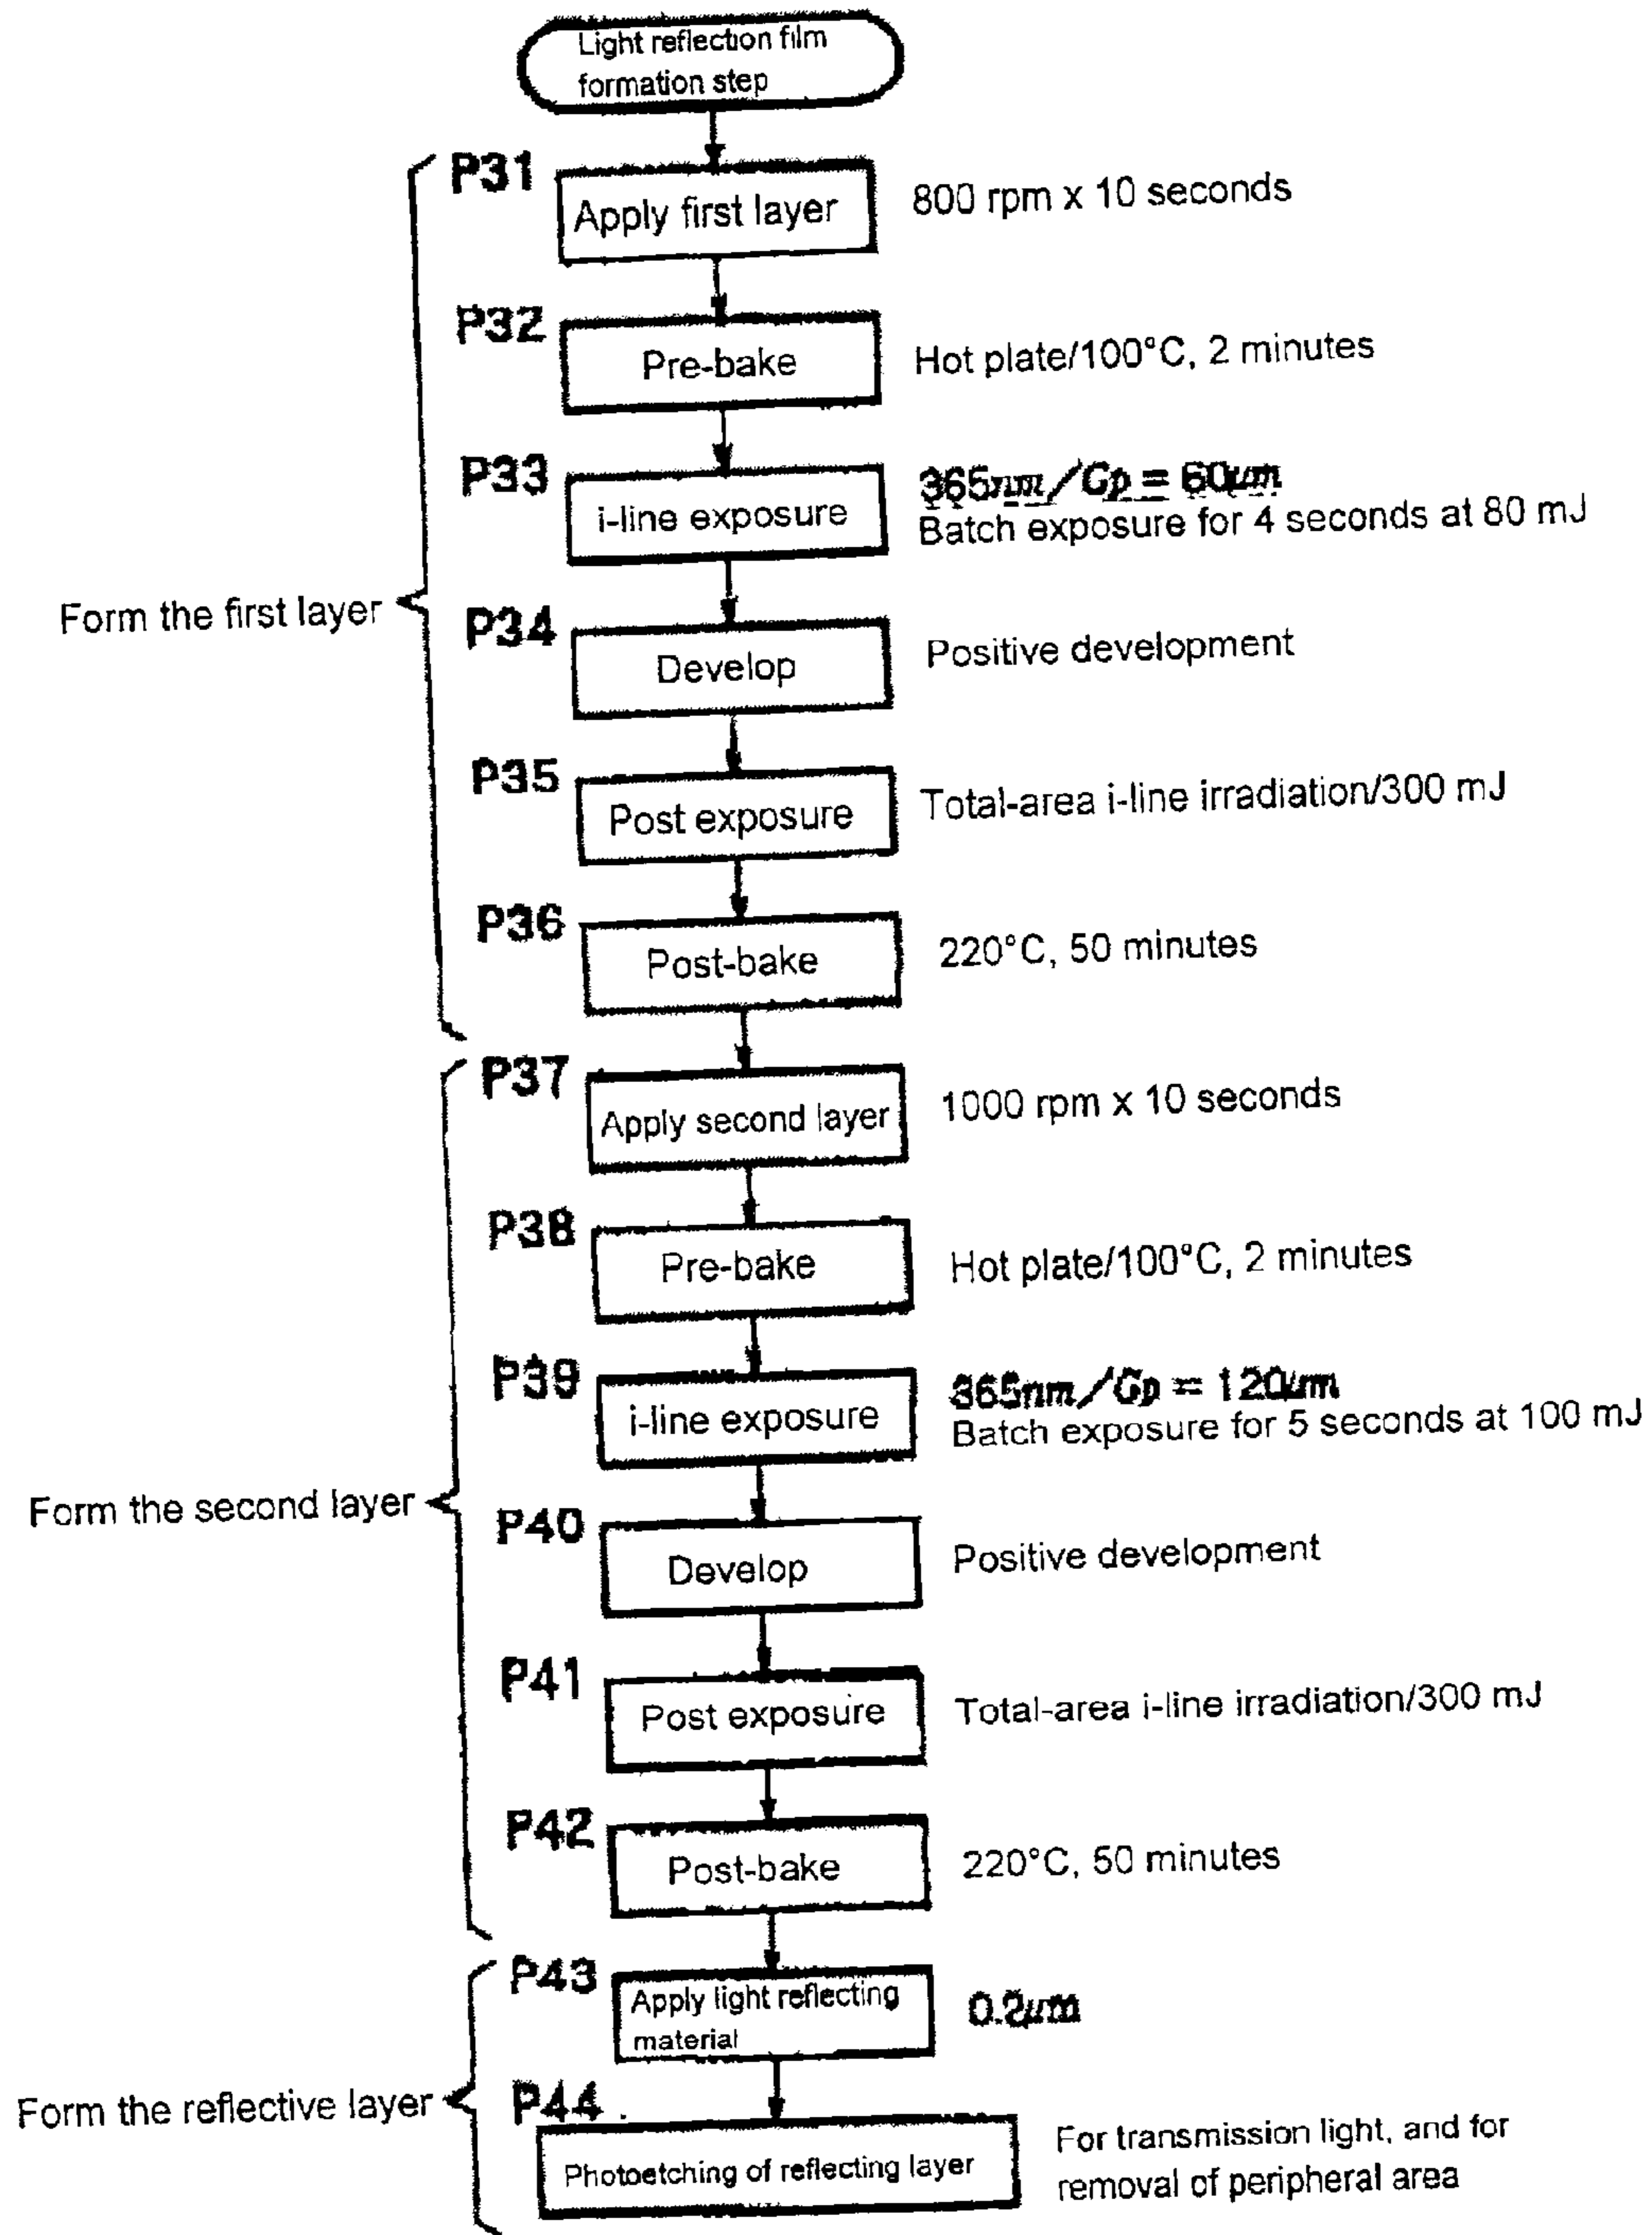 Light reflection film
formation step
P31
Apply first layer
800 rpm x 10 seconds
P32
Pre-bake
Hot plate/100°C, 2 minutes
P33
i-line exposure
365nm/Gp = 60μm
Batch exposure for 4 seconds at 80 mJ
Form the first layer
P34
Develop
Positive development
P35
Post exposure
Total-area i-line irradiation/300 mJ
P36
Post-bake
220°C, 50 minutes
P37
Apply second layer
1000 rpm x 10 seconds
P38
Pre-bake
Hot plate/100°C, 2 minutes
P39
i-line exposure
365nm/Gp = 120μm
Batch exposure for 5 seconds at 100 mJ
Form the second layer
P40
Develop
Positive development
P41
Post exposure
Total-area i-line irradiation/300 mJ
P42
Post-bake
220°C, 50 minutes
P43
Apply light reflecting
material
0.2μm
Form the reflective layer
P44
Photoetching of reflecting layer
For transmission light, and for
removal of peripheral area